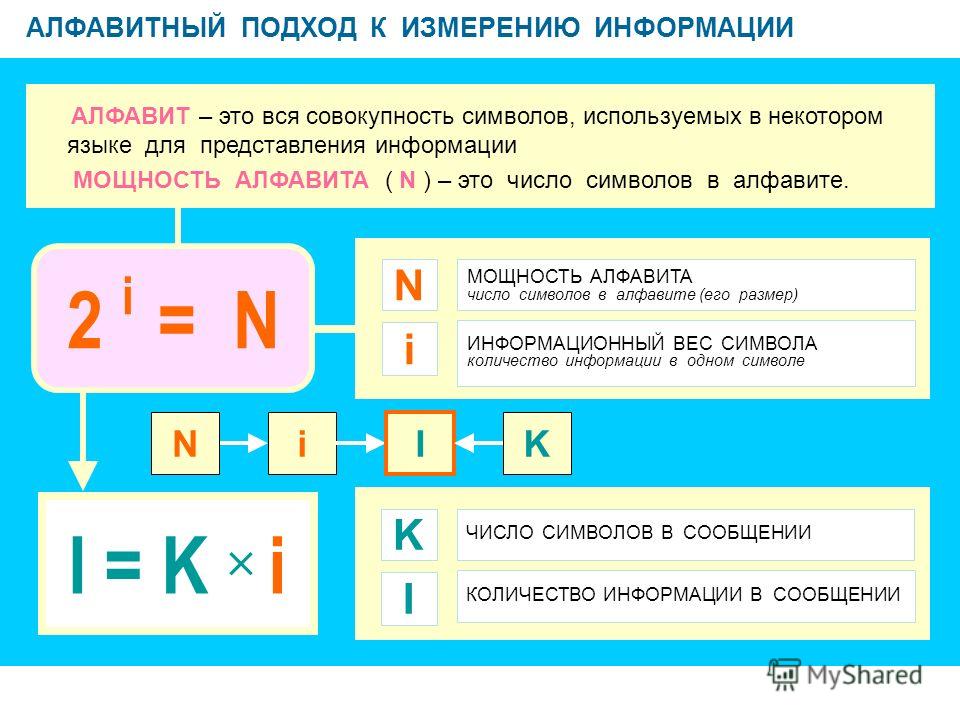 АЛФАВИТНЫЙ ПОДХОД К ИЗМЕРЕНИЮ ИНФОРМАЦИИ
АЛФАВИТ – это вся совокупность символов, используемых в некотором
языке для представления информации
МОЩНОСТЬ АЛФАВИТА ( N ) – это число символов в алфавите.
2 i = N
N
МОЩНОСТЬ АЛФАВИТА
число символов в алфавите (его размер)
i
ИНФОРМАЦИОННЫЙ ВЕС СИМВОЛА
количество информации в одном символе
N i I K
I = K × i
K
ЧИСЛО СИМВОЛОВ В СООБЩЕНИИ
I
КОЛИЧЕСТВО ИНФОРМАЦИИ В СООБЩЕНИИ
MyShared